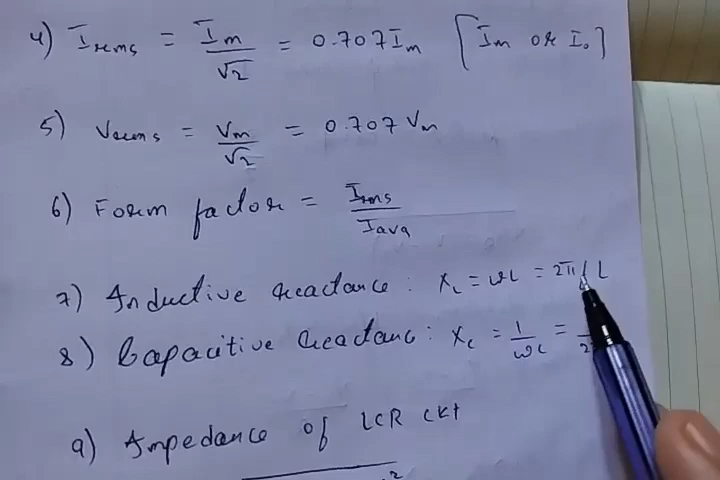 4) Irms = Im/√2 = 0.707 Im [Im or I₀]
5) Vrms = Vm/√2 = 0.707 Vm
6) Form factor = Irms/Iavg
7) Inductive reactance : XL = ωL = 2πfL
8) Capacitive reactanc : Xc = 1/ωc =
9) Impedance of LCR CKT